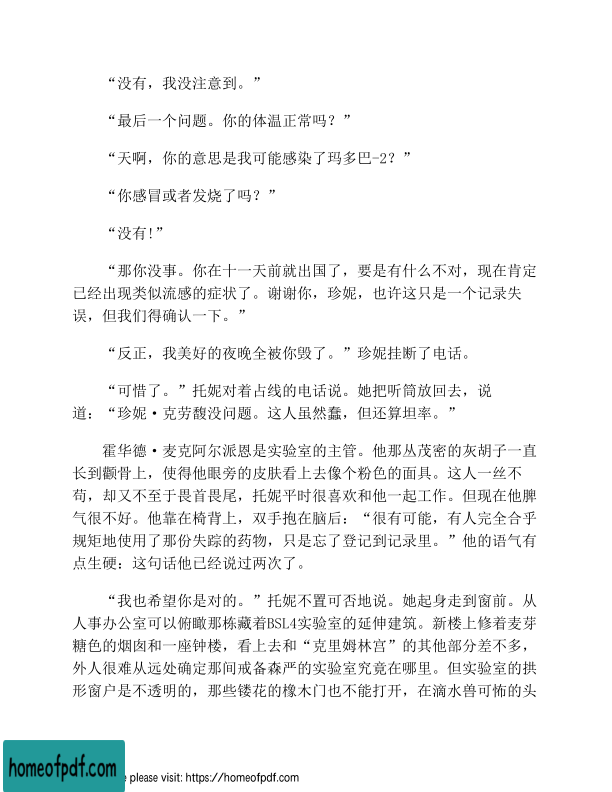 “没有，我没注意到。”
“最后一个问题。你的体温正常吗？”
“天啊，你的意思是我可能感染了玛多巴-2？”
“你感冒或者发烧了吗？”
“没有!”
“那你没事。你在十一天前就出国了，要是有什么不对，现在肯定
已经出现类似流感的症状了。谢谢你，珍妮，也许这只是一个记录失
误，但我们得确认一下。”
“反正，我美好的夜晚全被你毁了。”珍妮挂断了电话。
“可惜了。”托妮对着占线的电话说。她把听筒放回去，说
道：“珍妮·克劳馥没问题。这人虽然蠢，但还算坦率。”
霍华德·麦克阿尔派恩是实验室的主管。他那丛茂密的灰胡子一直
长到颧骨上，使得他眼旁的皮肤看上去像个粉色的面具。这人一丝不
苟，却又不至于畏首畏尾，托妮平时很喜欢和他一起工作。但现在他脾
气很不好。他靠在椅背上，双手抱在脑后：“很有可能，有人完全合乎
规矩地使用了那份失踪的药物，只是忘了登记到记录里。”他的语气有
点生硬：这句话他已经说过两次了。
“我也希望你是对的。”托妮不置可否地说。她起身走到窗前。从
人事办公室可以俯瞰那栋藏着BSL4实验室的延伸建筑。新楼上修着麦芽
糖色的烟囱和一座钟楼，看上去和“克里姆林宫”的其他部分差不多，
外人很难从远处确定那间戒备森严的实验室究竟在哪里。但实验室的拱
形窗户是不透明的，那些镂花的橡木门也不能打开，在滴水兽可怖的头
homeofpdf.com
e please visit: https://homeofpdf.com